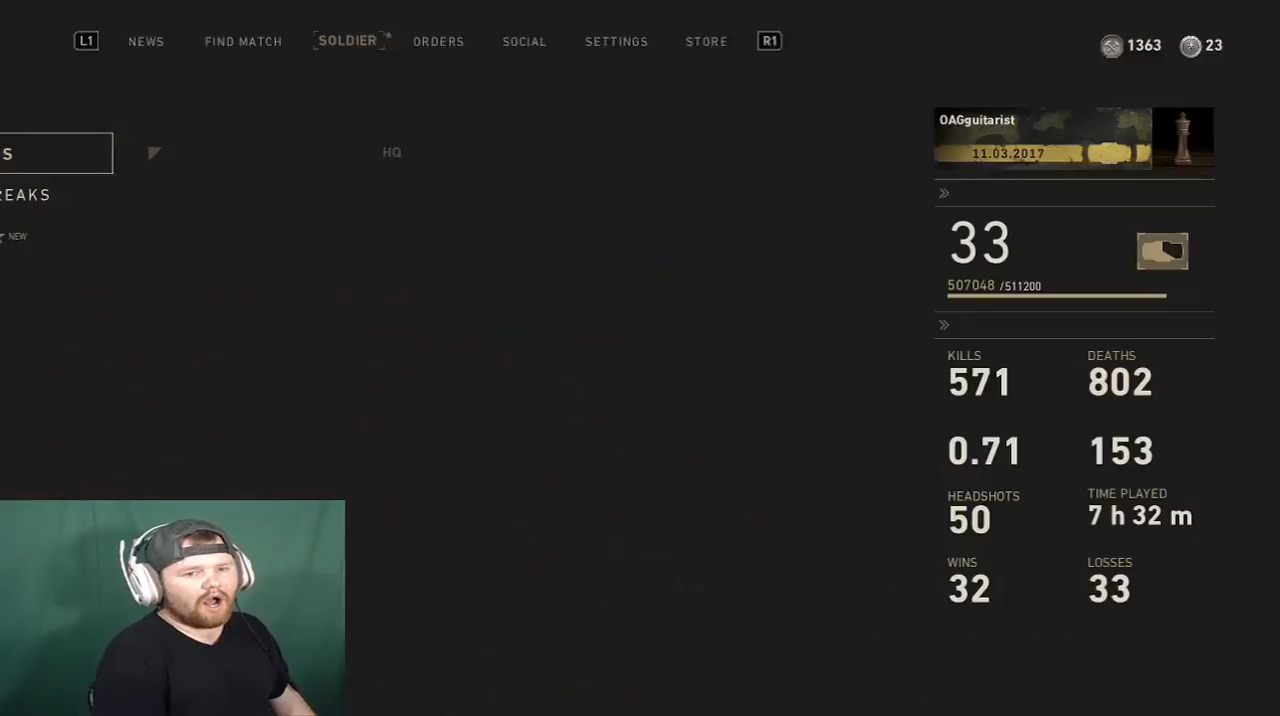 L1 NEWS FIND MATCH SOLDIER * ORDERS SOCIAL SETTINGS STORE R1 1363 23
OAGguitarist
11.03.2017
S HQ
REAKS
NEW
33
507048 /511200
KILLS DEATHS
571 802
0.71 153
HEADSHOTS TIME PLAYED
50 7 h 32 m
WINS LOSSES
32 33